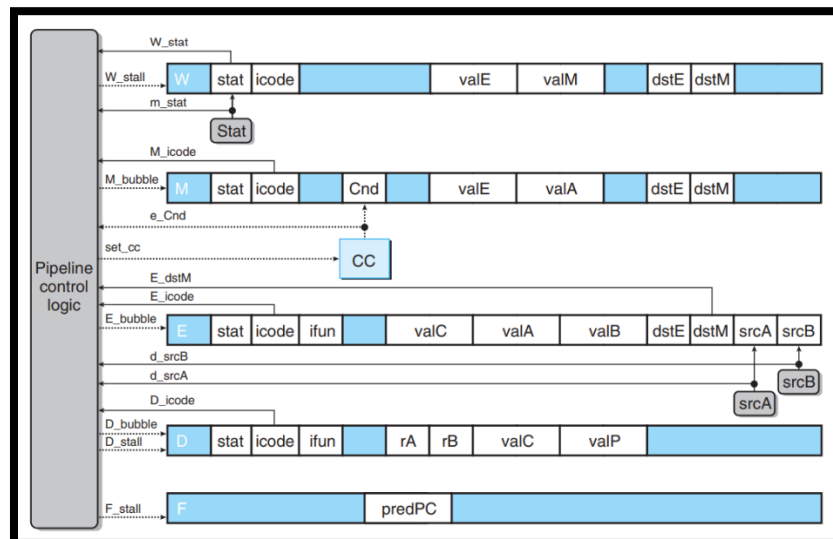 W_stat
W_stall
W stat icode valE valM dstE dstM
m_stat
Stat
M_icode
M_bubble
M stat icode Cnd valE valA dstE dstM
e_Cnd
set_cc
CC
Pipeline
control
logic
E_dstM
E_icode
E_bubble
E stat icode ifun valC valA valB dstE dstM srcA srcB
d_srcB
srcB
d_srcA
srcA
D_icode
D_bubble
D_stall
D stat icode ifun rA rB valC valP
F_stall
F predPC